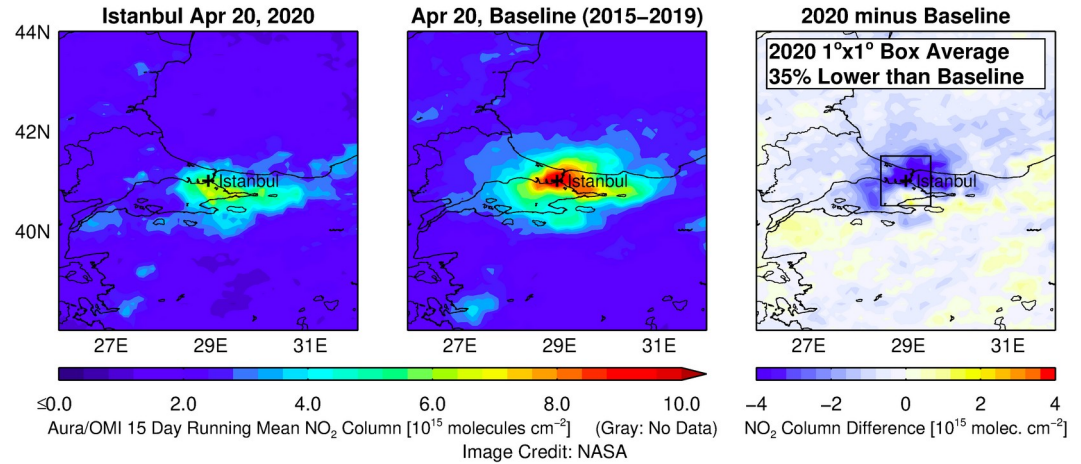 Istanbul Apr 20, 2020
Apr 20, Baseline (2015−2019)
2020 minus Baseline
44N
42N
40N
Istanbul
Istanbul
2020 1°x1° Box Average
35% Lower than Baseline
Istanbul
27E 29E 31E
27E 29E 31E
27E 29E 31E
≤0.0 2.0 4.0 6.0 8.0 10.0
−4 −2 0 2 4
Aura/OMI 15 Day Running Mean NO₂ Column [10¹⁵ molecules cm⁻²] (Gray: No Data)
NO₂ Column Difference [10¹⁵ molec. cm⁻²]
Image Credit: NASA